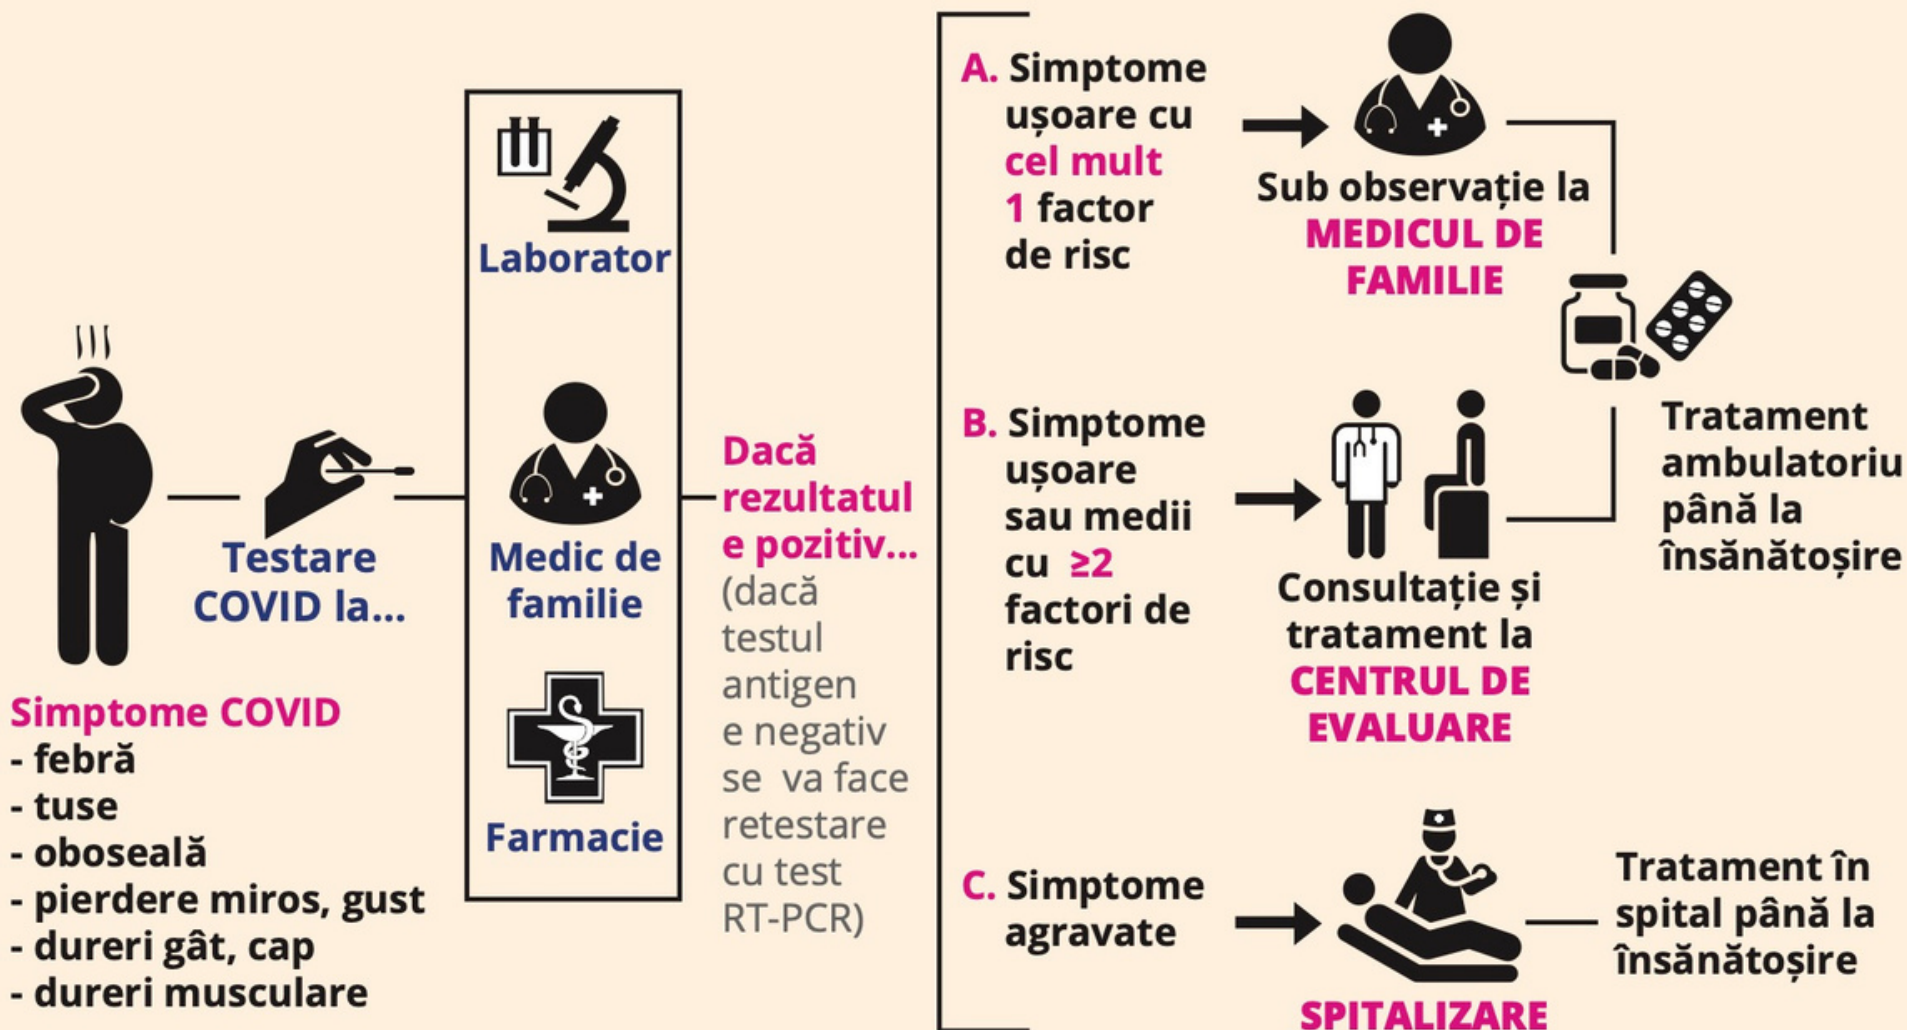 Simptome COVID
- febră
- tuse
- oboseală
- pierdere miros, gust
- dureri gât, cap
- dureri musculare
Testare
COVID la...
Laborator
Medic de
familie
Farmacie
Dacă
rezultatul
e pozitiv...
(dacă
testul
antigen
e negativ
se va face
retestare
cu test
RT-PCR)
A. Simptome
ușoare cu
cel mult
1 factor
de risc
Sub observație la
MEDICUL DE
FAMILIE
B. Simptome
ușoare
sau medii
cu ≥2
factori de
risc
Consultație și
tratament la
CENTRUL DE
EVALUARE
Tratament
ambulatoriu
până la
însănătoșire
C. Simptome
agravate
SPITALIZARE
Tratament în
spital până la
însănătoșire